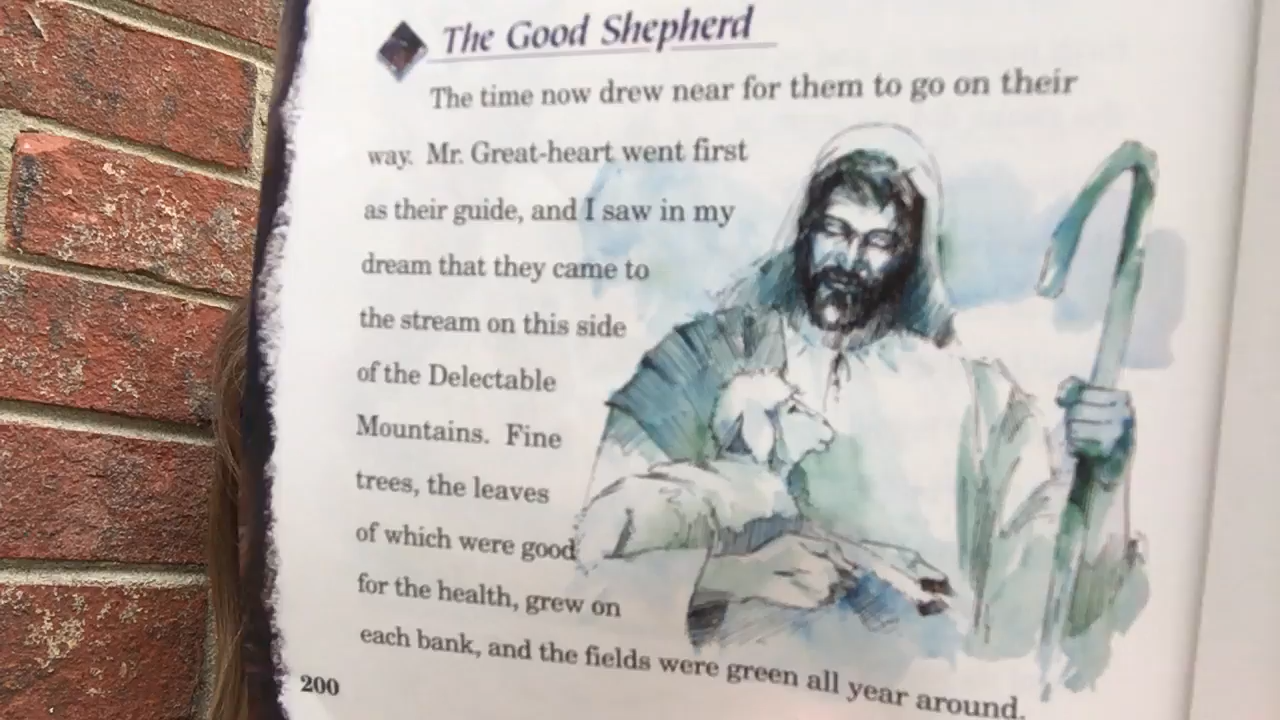 The Good Shepherd
The time now drew near for them to go on their
way. Mr. Great-heart went first
as their guide, and I saw in my
dream that they came to
the stream on this side
of the Delectable
Mountains. Fine
trees, the leaves
of which were good
for the health, grew on
each bank, and the fields were green all year around.
200